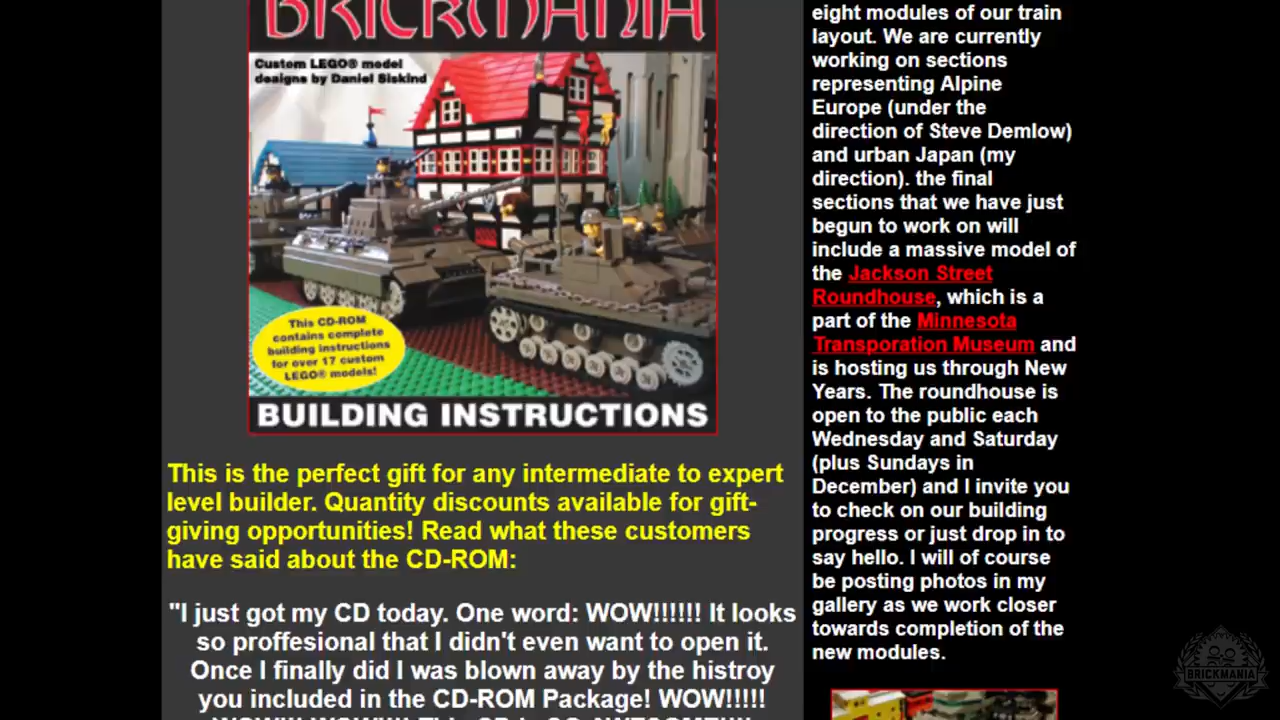 BRICKMANIA
Custom LEGO® model
designs by Daniel Siskind
This CD-ROM
contains complete
building instructions
for over 17 custom
LEGO® models!
BUILDING INSTRUCTIONS
This is the perfect gift for any intermediate to expert
level builder. Quantity discounts available for gift-
giving opportunities! Read what these customers
have said about the CD-ROM:
"I just got my CD today. One word: WOW!!!!!! It looks
so proffesional that I didn't even want to open it.
Once I finally did I was blown away by the histroy
you included in the CD-ROM Package! WOW!!!!!
eight modules of our train
layout. We are currently
working on sections
representing Alpine
Europe (under the
direction of Steve Demlow)
and urban Japan (my
direction). the final
sections that we have just
begun to work on will
include a massive model of
the Jackson Street
Roundhouse, which is a
part of the Minnesota
Transporation Museum and
is hosting us through New
Years. The roundhouse is
open to the public each
Wednesday and Saturday
(plus Sundays in
December) and I invite you
to check on our building
progress or just drop in to
say hello. I will of course
be posting photos in my
gallery as we work closer
towards completion of the
new modules.
BRICKMANIA